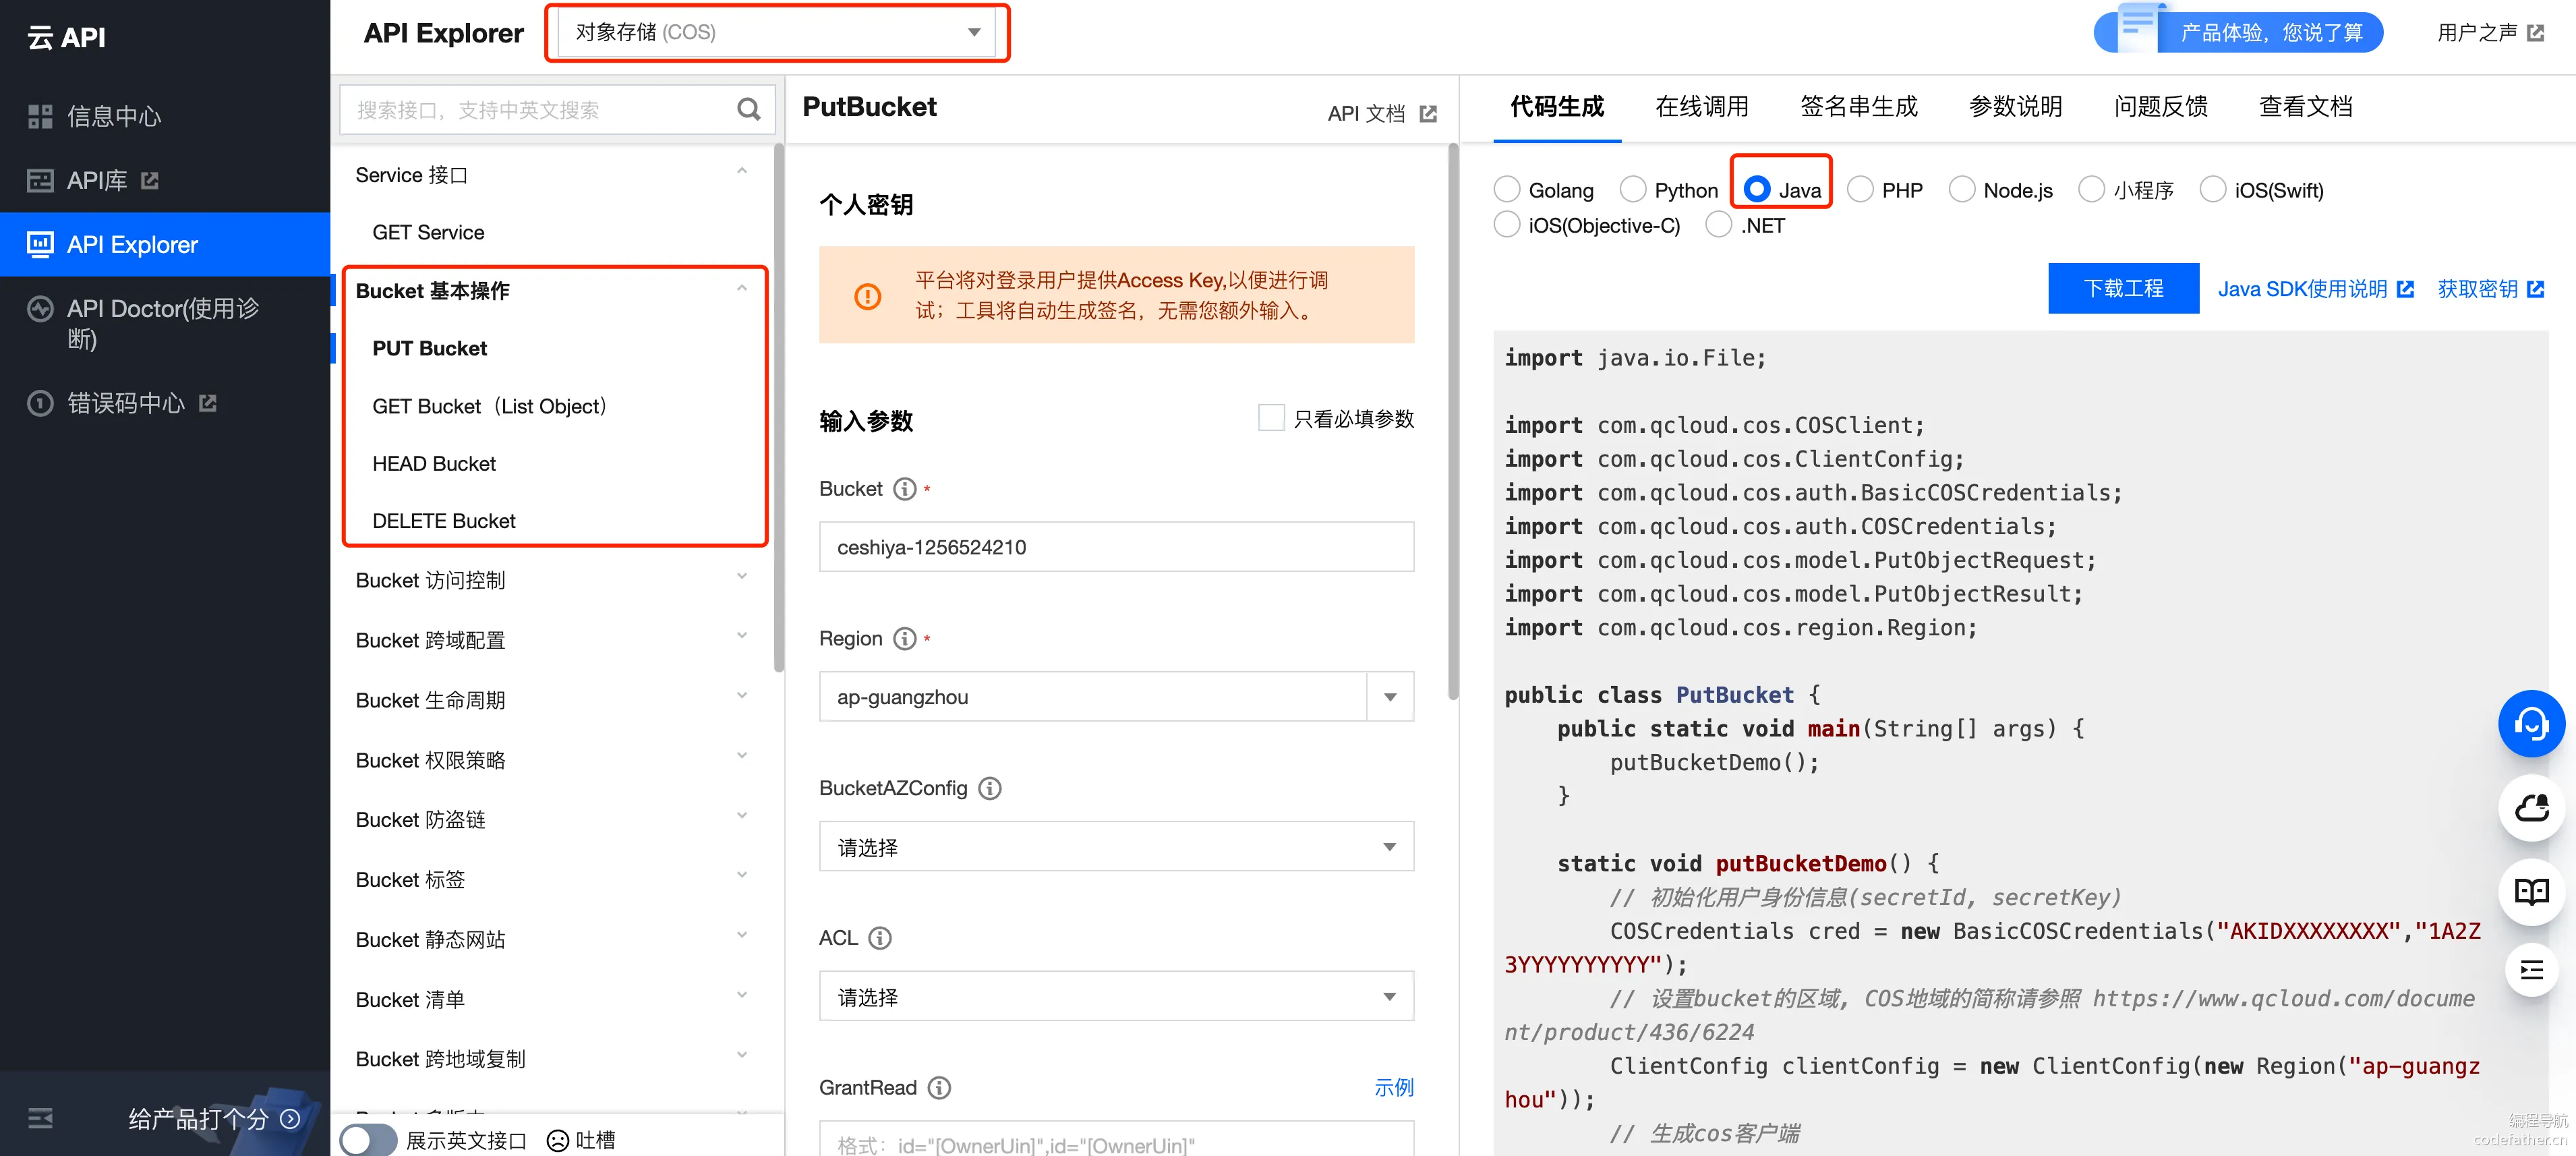 云 API
信息中心
API库
API Explorer
API Doctor(使用诊
断)
错误码中心
给产品打个分
API Explorer
对象存储 (COS)
产品体验，您说了算
用户之声
搜索接口，支持中英文搜索
Service 接口
GET Service
Bucket 基本操作
PUT Bucket
GET Bucket（List Object）
HEAD Bucket
DELETE Bucket
Bucket 访问控制
Bucket 跨域配置
Bucket 生命周期
Bucket 权限策略
Bucket 防盗链
Bucket 标签
Bucket 静态网站
Bucket 清单
Bucket 跨地域复制
展示英文接口
吐槽
PutBucket
API 文档
个人密钥
平台将对登录用户提供Access Key,以便进行调
试；工具将自动生成签名，无需您额外输入。
输入参数
只看必填参数
Bucket *
ceshiya-1256524210
Region *
ap-guangzhou
BucketAZConfig
请选择
ACL
请选择
GrantRead
示例
格式：id="[OwnerUin]",id="[OwnerUin]"
代码生成
在线调用
签名串生成
参数说明
问题反馈
查看文档
Golang
Python
Java
PHP
Node.js
小程序
iOS(Swift)
iOS(Objective-C)
.NET
下载工程
Java SDK使用说明
获取密钥
import java.io.File;
import com.qcloud.cos.COSClient;
import com.qcloud.cos.ClientConfig;
import com.qcloud.cos.auth.BasicCOSCredentials;
import com.qcloud.cos.auth.COSCredentials;
import com.qcloud.cos.model.PutObjectRequest;
import com.qcloud.cos.model.PutObjectResult;
import com.qcloud.cos.region.Region;
public class PutBucket {
public static void main(String[] args) {
putBucketDemo();
}
static void putBucketDemo() {
// 初始化用户身份信息(secretId, secretKey)
COSCredentials cred = new BasicCOSCredentials("AKIDXXXXXXXX","1A2Z
3YYYYYYYYYY");
// 设置bucket的区域, COS地域的简称请参照 https://www.qcloud.com/docume
nt/product/436/6224
ClientConfig clientConfig = new ClientConfig(new Region("ap-guangz
hou"));
// 生成cos客户端
编程导航
codefather.cn